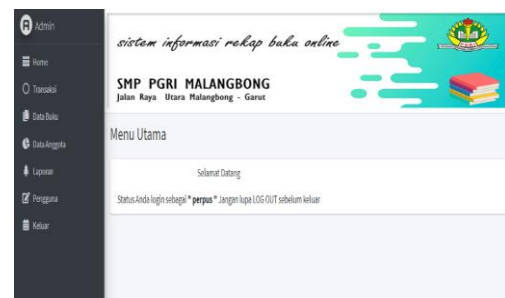 Admin
Home
Transaksi
Data Buku
Data Anggota
Laporan
Pengguna
Keluar
sistem informasi rekap buku online
SMP PGRI MALANGBONG
Jalan Raya Utara Malangbong - Garut
Menu Utama
Selamat Datang
Status Anda login sebagai " perpus " Jangan lupa LOG OUT sebelum keluar